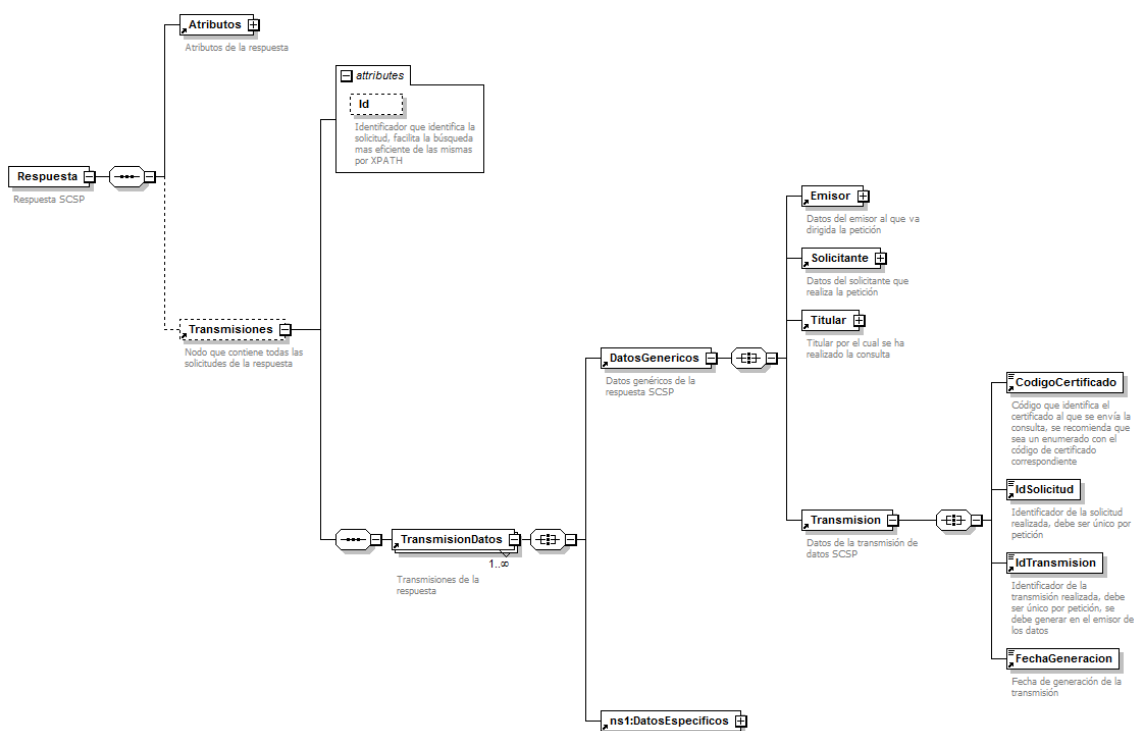 Atributos
Atributos de la respuesta
attributes
Id
Identificador que identifica la
solicitud, facilita la búsqueda
mas eficiente de las mismas
por XPATH
Respuesta
Respuesta SCSP
Emisor
Datos del emisor al que va
dirigida la petición
Solicitante
Datos del solicitante que
realiza la petición
Titular
Titular por el cual se ha
realizado la consulta
Transmisiones
Nodo que contiene todas las
solicitudes de la respuesta
DatosGenericos
Datos genéricos de la
respuesta SCSP
CodigoCertificado
Código que identifica el
certificado al que se envía la
consulta, se recomienda que
sea un enumerado con el
código de certificado
correspondiente
IdSolicitud
Identificador de la solicitud
realizada, debe ser único por
petición
Transmision
Datos de la transmisión de
datos SCSP
TransmisionDatos
1..∞
Transmisiones de la
respuesta
IdTransmision
Identificador de la
transmisión realizada, debe
ser único por petición, se
debe generar en el emisor de
los datos
FechaGeneracion
Fecha de generación de la
transmisión
ns1:DatosEspecificos